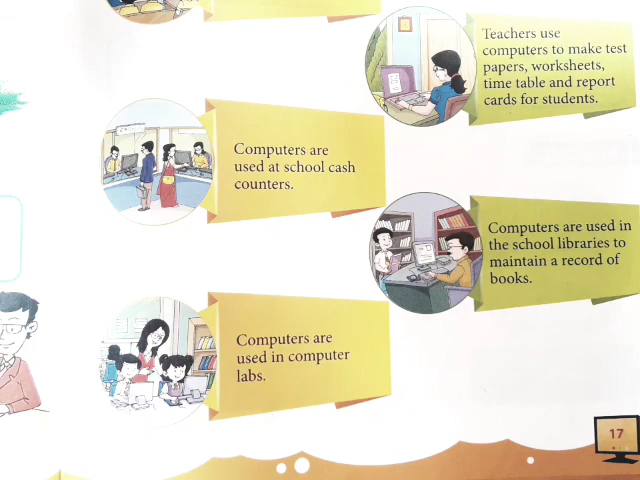 Teachers use
computers to make test
papers, worksheets,
time table and report
cards for students.
Computers are
used at school cash
counters.
Computers are used in
the school libraries to
maintain a record of
books.
Computers are
used in computer
labs.
17